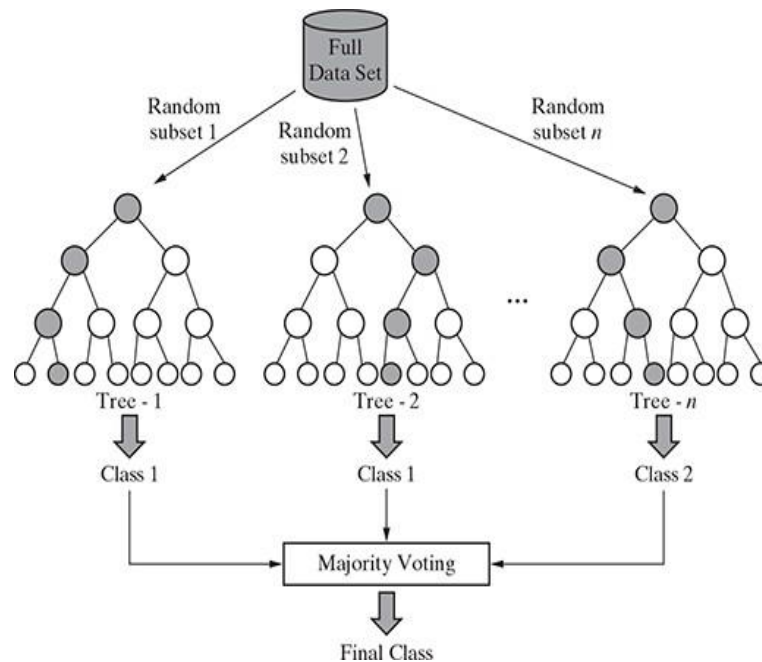 Full
Data Set
Random
subset 1
Random
subset 2
Random
subset n
...
Tree - 1
Tree - 2
Tree - n
Class 1
Class 1
Class 2
Majority Voting
Final Class